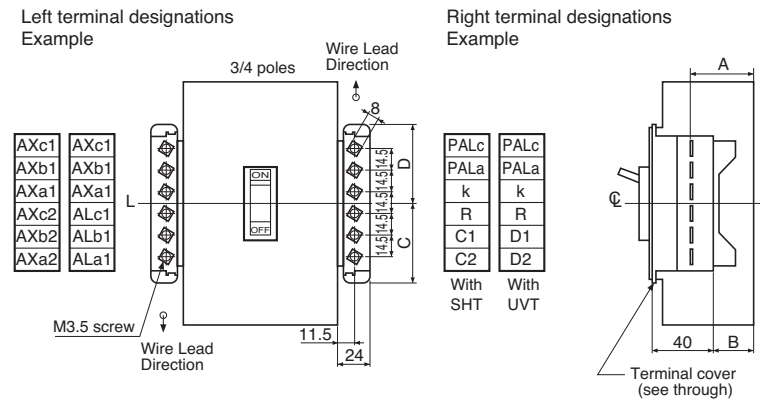 Left terminal designations
Example
Right terminal designations
Example
Wire Lead
Direction
3/4 poles
A
8
AXc1 AXc1
AXb1 AXb1
AXa1 AXa1
AXc2 ALc1
AXb2 ALb1
AXa2 ALa1
L
ON
OFF
14.5
14.5
14.5
14.5
14.5
D
C
PALc PALc
PALa PALa
k k
R R
C1 D1
C2 D2
With
SHT
With
UVT
℄
M3.5 screw
Wire Lead
Direction
11.5
24
40
B
Terminal cover
(see through)